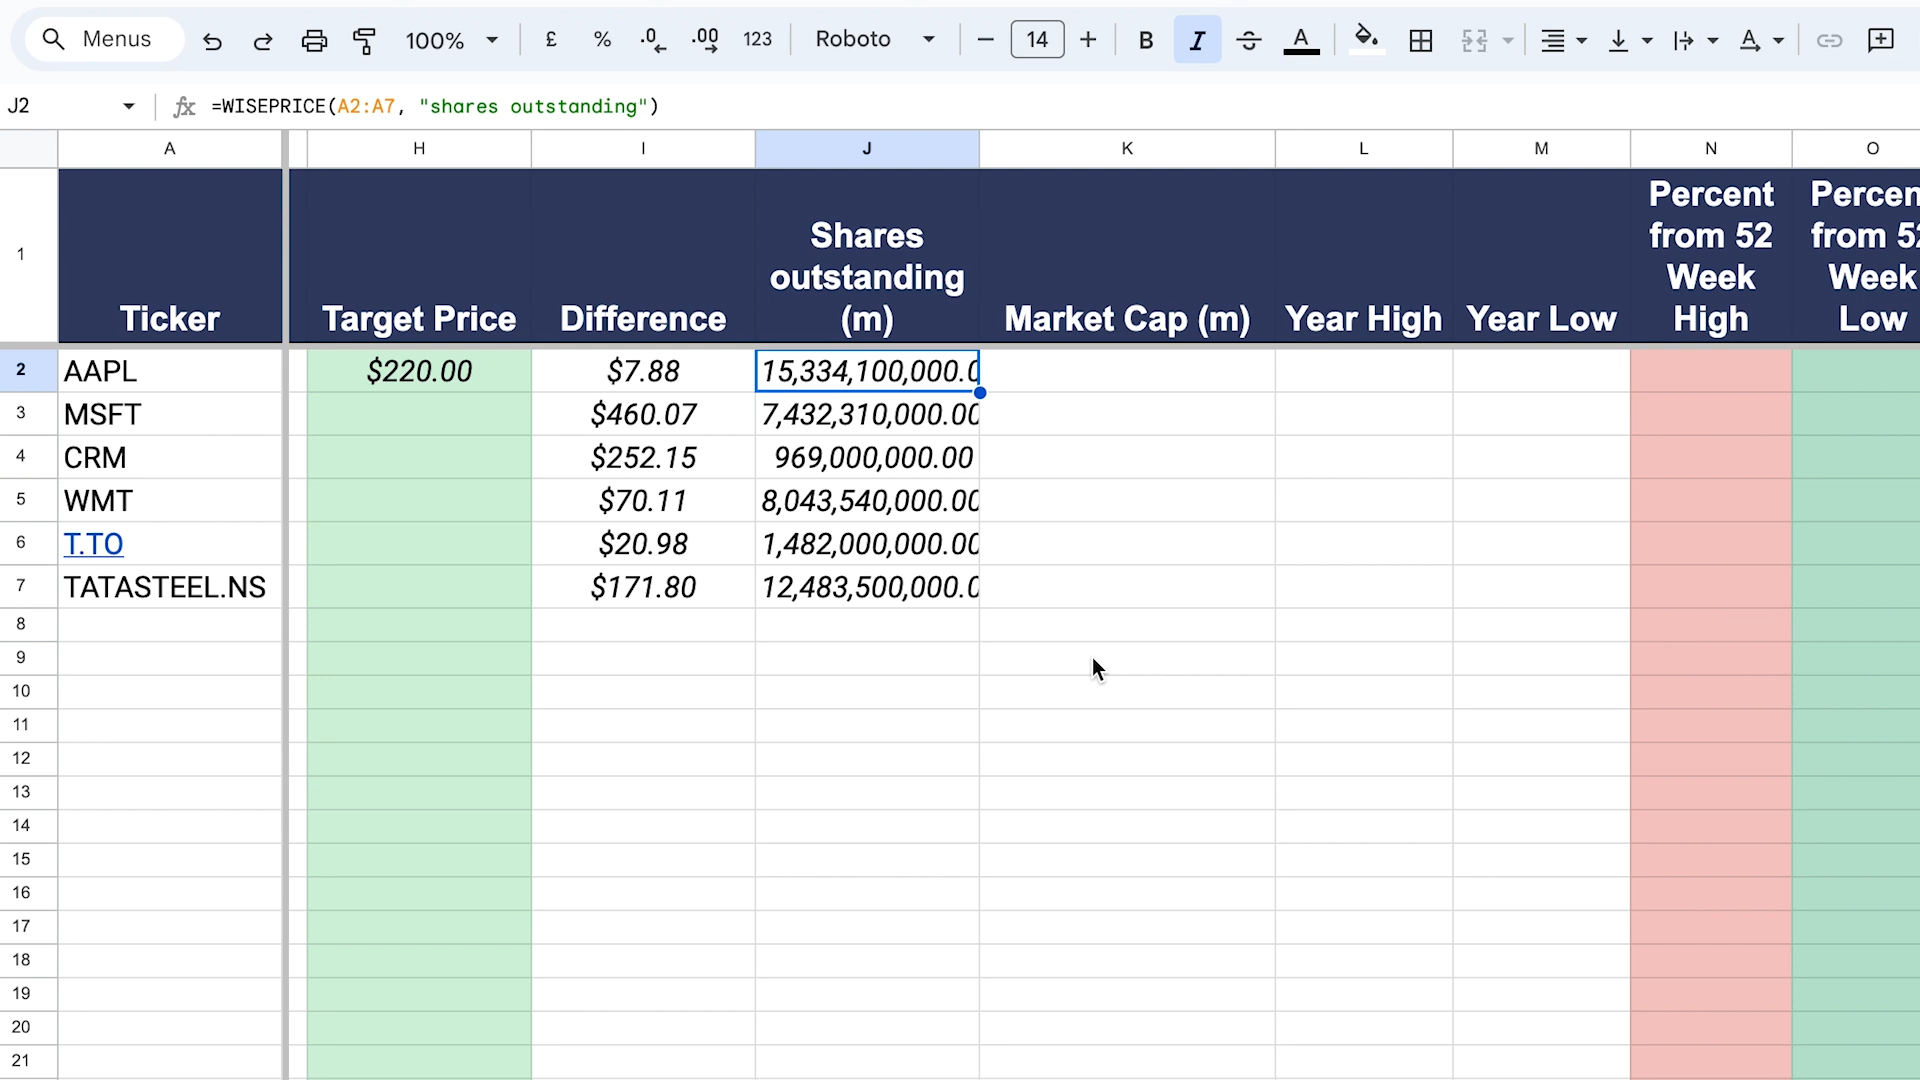 Menus 100% £ % .0 .00 123 Roboto 14 B I A A
J2 fx =WISEPRICE(A2:A7, "shares outstanding")
A H I J K L M N O
1 Ticker Target Price Difference Shares outstanding (m) Market Cap (m) Year High Year Low Percent from 52 Week High Percen from 52 Week Low
2 AAPL $220.00 $7.88 15,334,100,000.0
3 MSFT $460.07 7,432,310,000.00
4 CRM $252.15 969,000,000.00
5 WMT $70.11 8,043,540,000.00
6 T.TO $20.98 1,482,000,000.00
7 TATASTEEL.NS $171.80 12,483,500,000.0
8
9
10
11
12
13
14
15
16
17
18
19
20
21